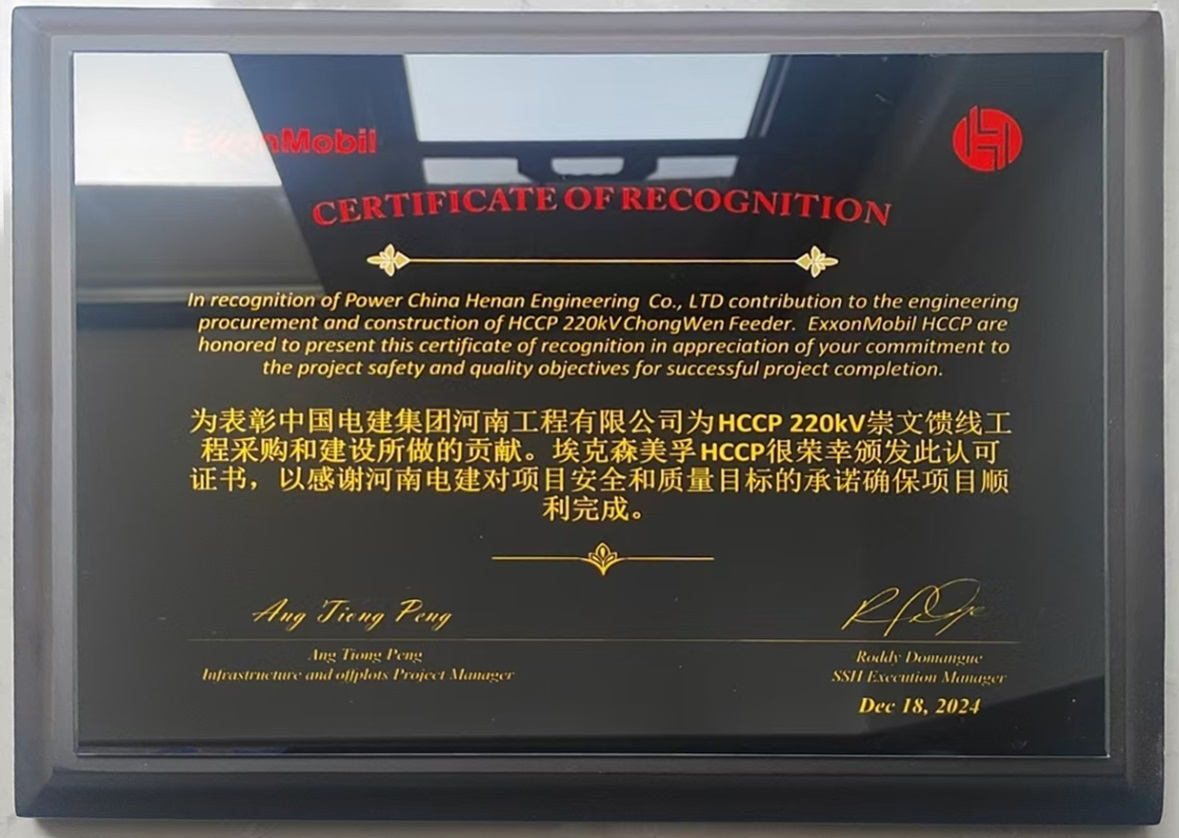 ExxonMobil
CERTIFICATE OF RECOGNITION
In recognition of Power China Henan Engineering Co., LTD contribution to the engineering
procurement and construction of HCCP 220kV ChongWen Feeder. ExxonMobil HCCP are
honored to present this certificate of recognition in appreciation of your commitment to
the project safety and quality objectives for successful project completion.
为表彰中国电建集团河南工程有限公司为HCCP 220kV崇文馈线工
程采购和建设所做的贡献。埃克森美孚HCCP很荣幸颁发此认可
证书，以感谢河南电建对项目安全和质量目标的承诺确保项目顺
利完成。
Ang Tiong Peng
Ang Tiong Peng
Infrastructure and offplots Project Manager
Roddy Domangue
SSH Execution Manager
Dec 18, 2024